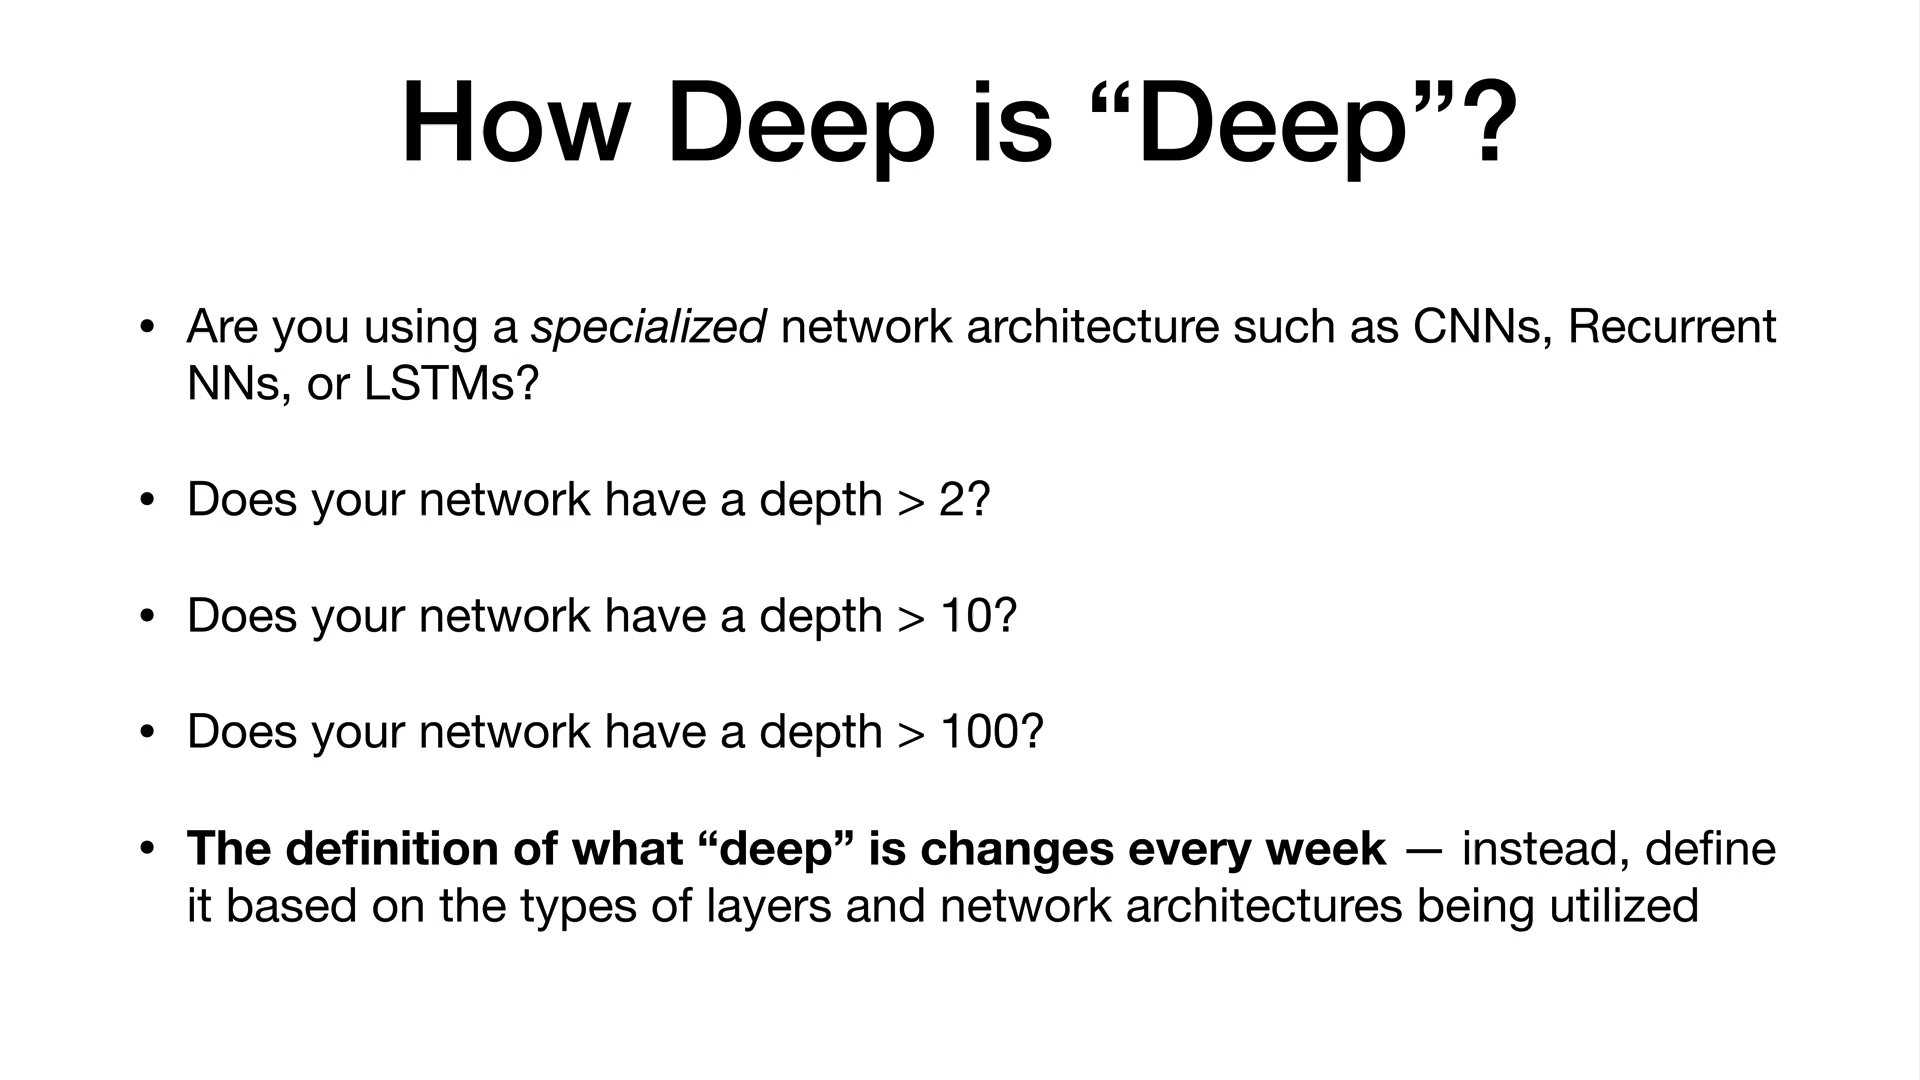 How Deep is “Deep”?
• Are you using a specialized network architecture such as CNNs, Recurrent
NNs, or LSTMs?
• Does your network have a depth > 2?
• Does your network have a depth > 10?
• Does your network have a depth > 100?
• The definition of what “deep” is changes every week — instead, define
it based on the types of layers and network architectures being utilized